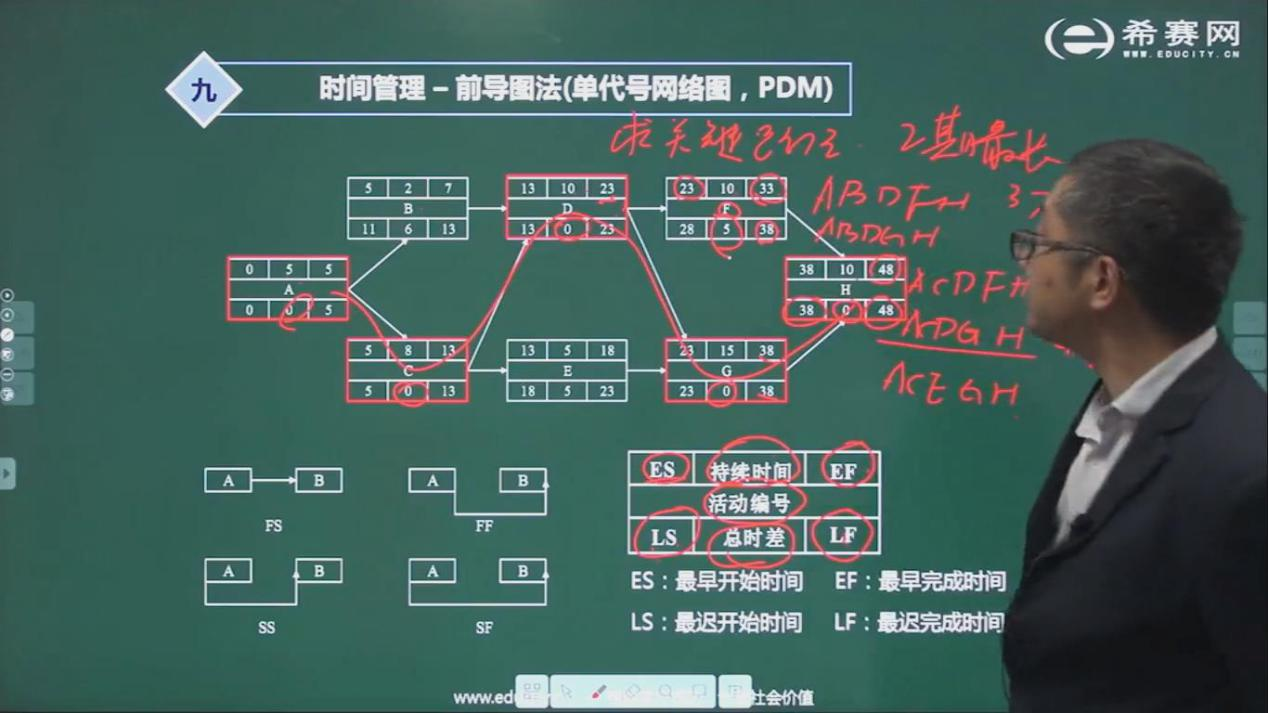 希赛网
WWW.EDUCITY.CN
九
时间管理 – 前导图法(单代号网络图，PDM)
求关键
最长
5 2 7
B
11 6 13
13 10 23
D
13 0 23
23 10 33
F
28 5 38
ABDFH 37
ABDGH
0 5 5
A
0 0 5
38 10 48
H
38 0 48
ACDFH
ADGH
ACEGH
5 8 13
C
5 0 13
13 5 18
E
18 5 23
23 15 38
G
23 0 38
ES 持续时间 EF
活动编号
LS 总时差 LF
A B
FS
A B
FF
A B
SS
A B
SF
ES：最早开始时间 EF：最早完成时间
LS：最迟开始时间 LF：最迟完成时间
www.edu
社会价值